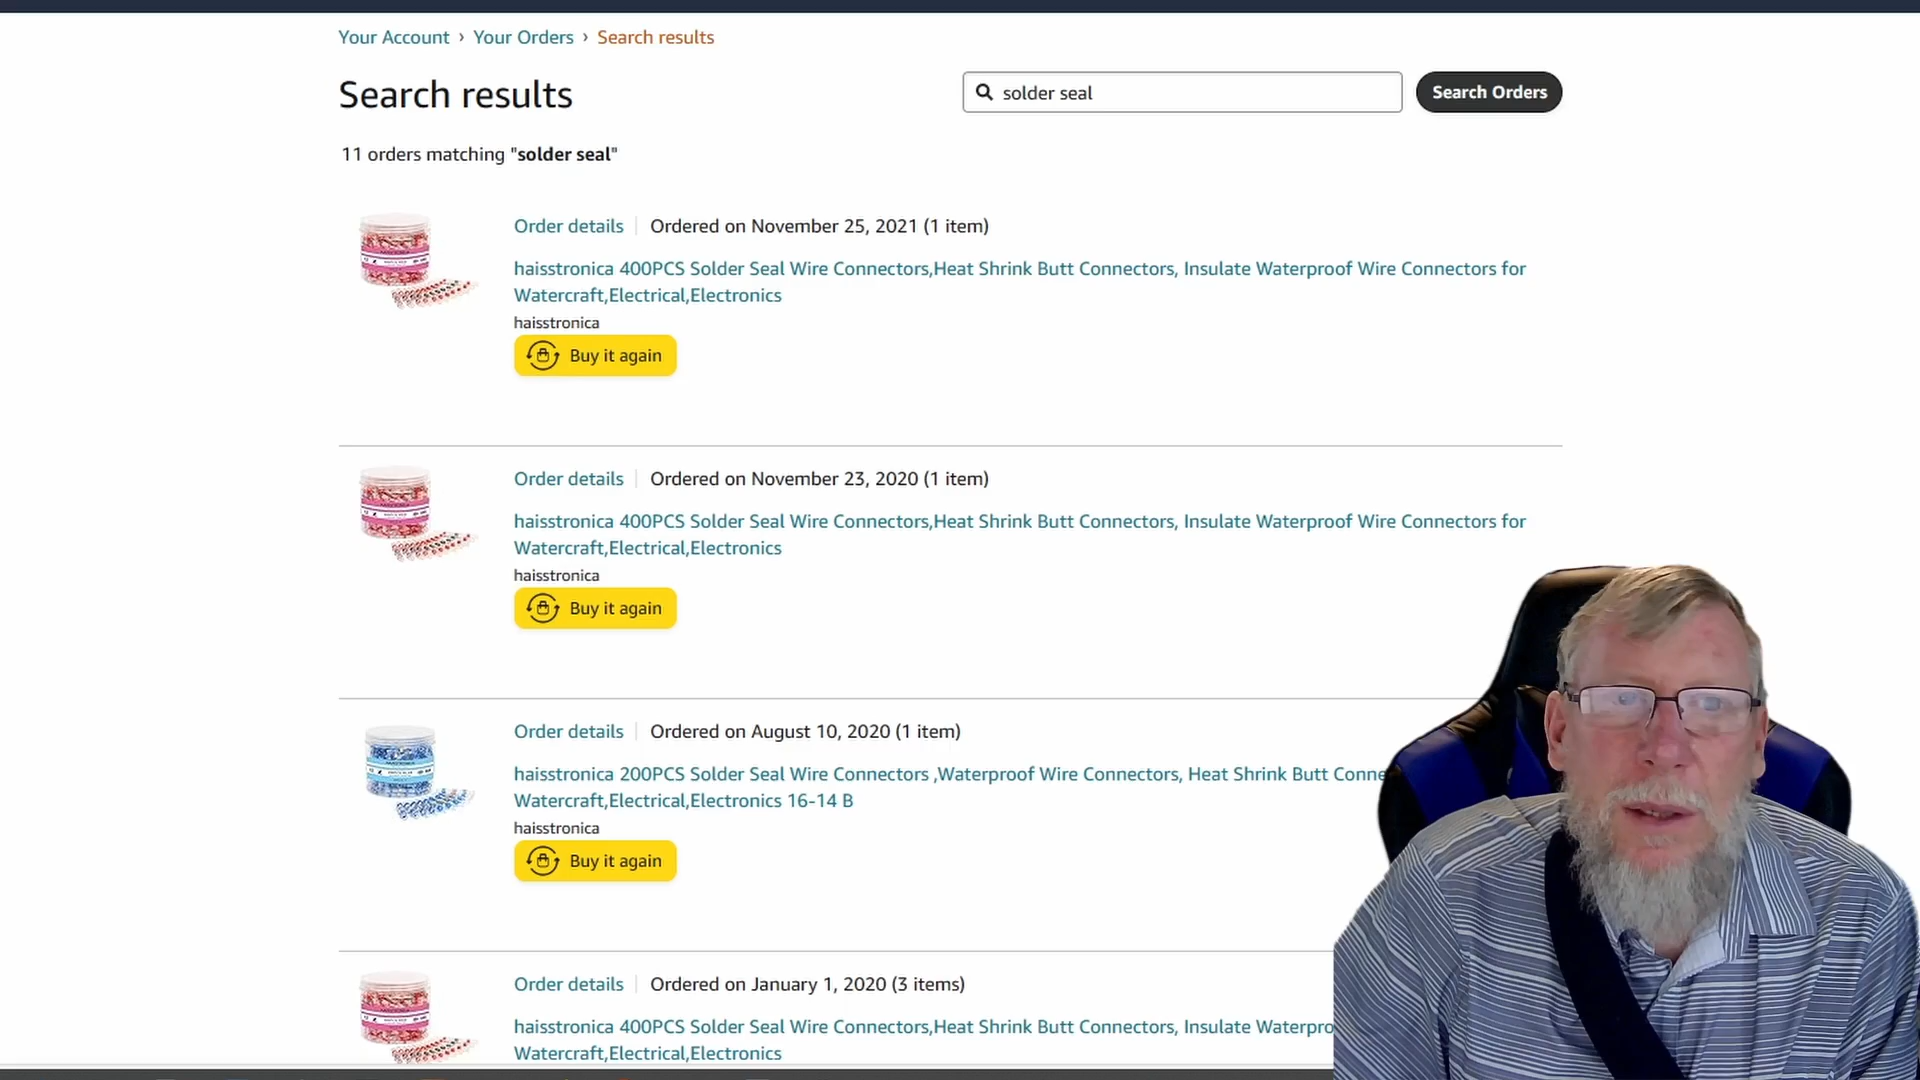 Your Account › Your Orders › Search results
Search results
solder seal
Search Orders
11 orders matching "solder seal"
Order details
Ordered on November 25, 2021 (1 item)
haisstronica 400PCS Solder Seal Wire Connectors,Heat Shrink Butt Connectors, Insulate Waterproof Wire Connectors for
Watercraft,Electrical,Electronics
haisstronica
Buy it again
Order details
Ordered on November 23, 2020 (1 item)
haisstronica 400PCS Solder Seal Wire Connectors,Heat Shrink Butt Connectors, Insulate Waterproof Wire Connectors for
Watercraft,Electrical,Electronics
haisstronica
Buy it again
Order details
Ordered on August 10, 2020 (1 item)
haisstronica 200PCS Solder Seal Wire Connectors ,Waterproof Wire Connectors, Heat Shrink Butt Conne
Watercraft,Electrical,Electronics 16-14 B
haisstronica
Buy it again
Order details
Ordered on January 1, 2020 (3 items)
haisstronica 400PCS Solder Seal Wire Connectors,Heat Shrink Butt Connectors, Insulate Waterpro
Watercraft,Electrical,Electronics